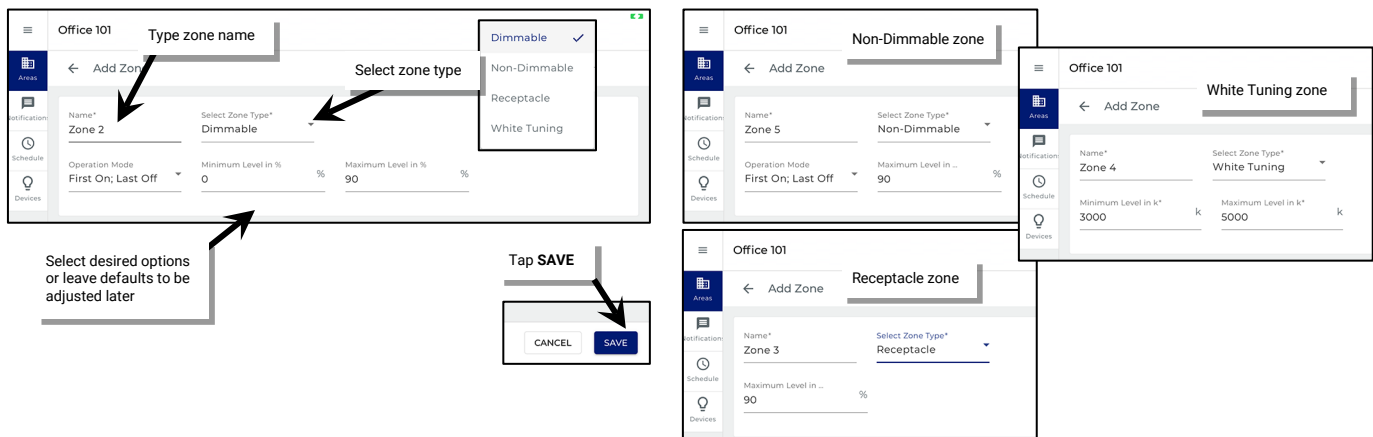 Office 101
Type zone name
Areas
← Add Zon
Select zone type
Dimmable ✓
Non-Dimmable
Receptacle
White Tuning
Notifications
Name*
Zone 2
Select Zone Type*
Dimmable
Schedule
Operation Mode
First On; Last Off
Minimum Level in %
0 %
Maximum Level in %
90 %
Devices
Select desired options
or leave defaults to be
adjusted later
Tap SAVE
CANCEL SAVE
Office 101
Non-Dimmable zone
Areas
← Add Zone
Notifications
Name*
Zone 5
Select Zone Type*
Non-Dimmable
Schedule
Operation Mode
First On; Last Off
Maximum Level in ...
90 %
Devices
Office 101
White Tuning zone
Areas
← Add Zone
Notifications
Name*
Zone 4
Select Zone Type*
White Tuning
Schedule
Minimum Level in k*
3000 k
Maximum Level in k*
5000 k
Devices
Office 101
Receptacle zone
Areas
← Add Zone
Notifications
Name*
Zone 3
Select Zone Type*
Receptacle
Schedule
Maximum Level in ...
90 %
Devices